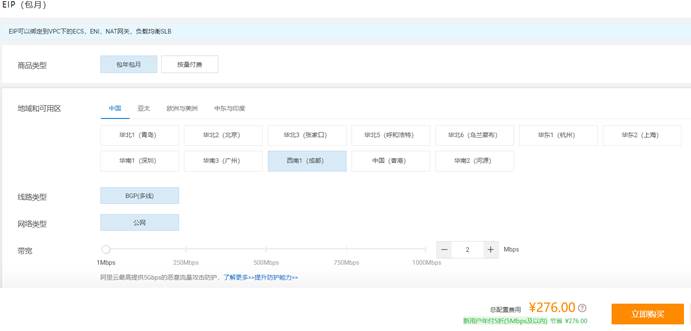 EIP（包月）
EIP可以绑定到VPC下的ECS、ENI、NAT网关、负载均衡SLB
商品类型 包年包月 按量付费
地域和可用区 中国 亚太 欧洲与美洲 中东与印度
华北1（青岛） 华北2（北京） 华北3（张家口） 华北5（呼和浩特） 华北6（乌兰察布） 华东1（杭州） 华东2（上海）
华南1（深圳） 华南3（广州） 西南1（成都） 中国（香港） 华南2（河源）
线路类型 BGP(多线)
网络类型 公网
带宽 － 2 ＋ Mbps
1Mbps 250Mbps 500Mbps 750Mbps 1000Mbps
阿里云最高提供5Gbps的恶意流量攻击防护，了解更多>>提升防护能力>>
总配置费用 ¥276.00 ?
新用户年付5折(5Mbps及以内) 节省 ¥276.00
立即购买